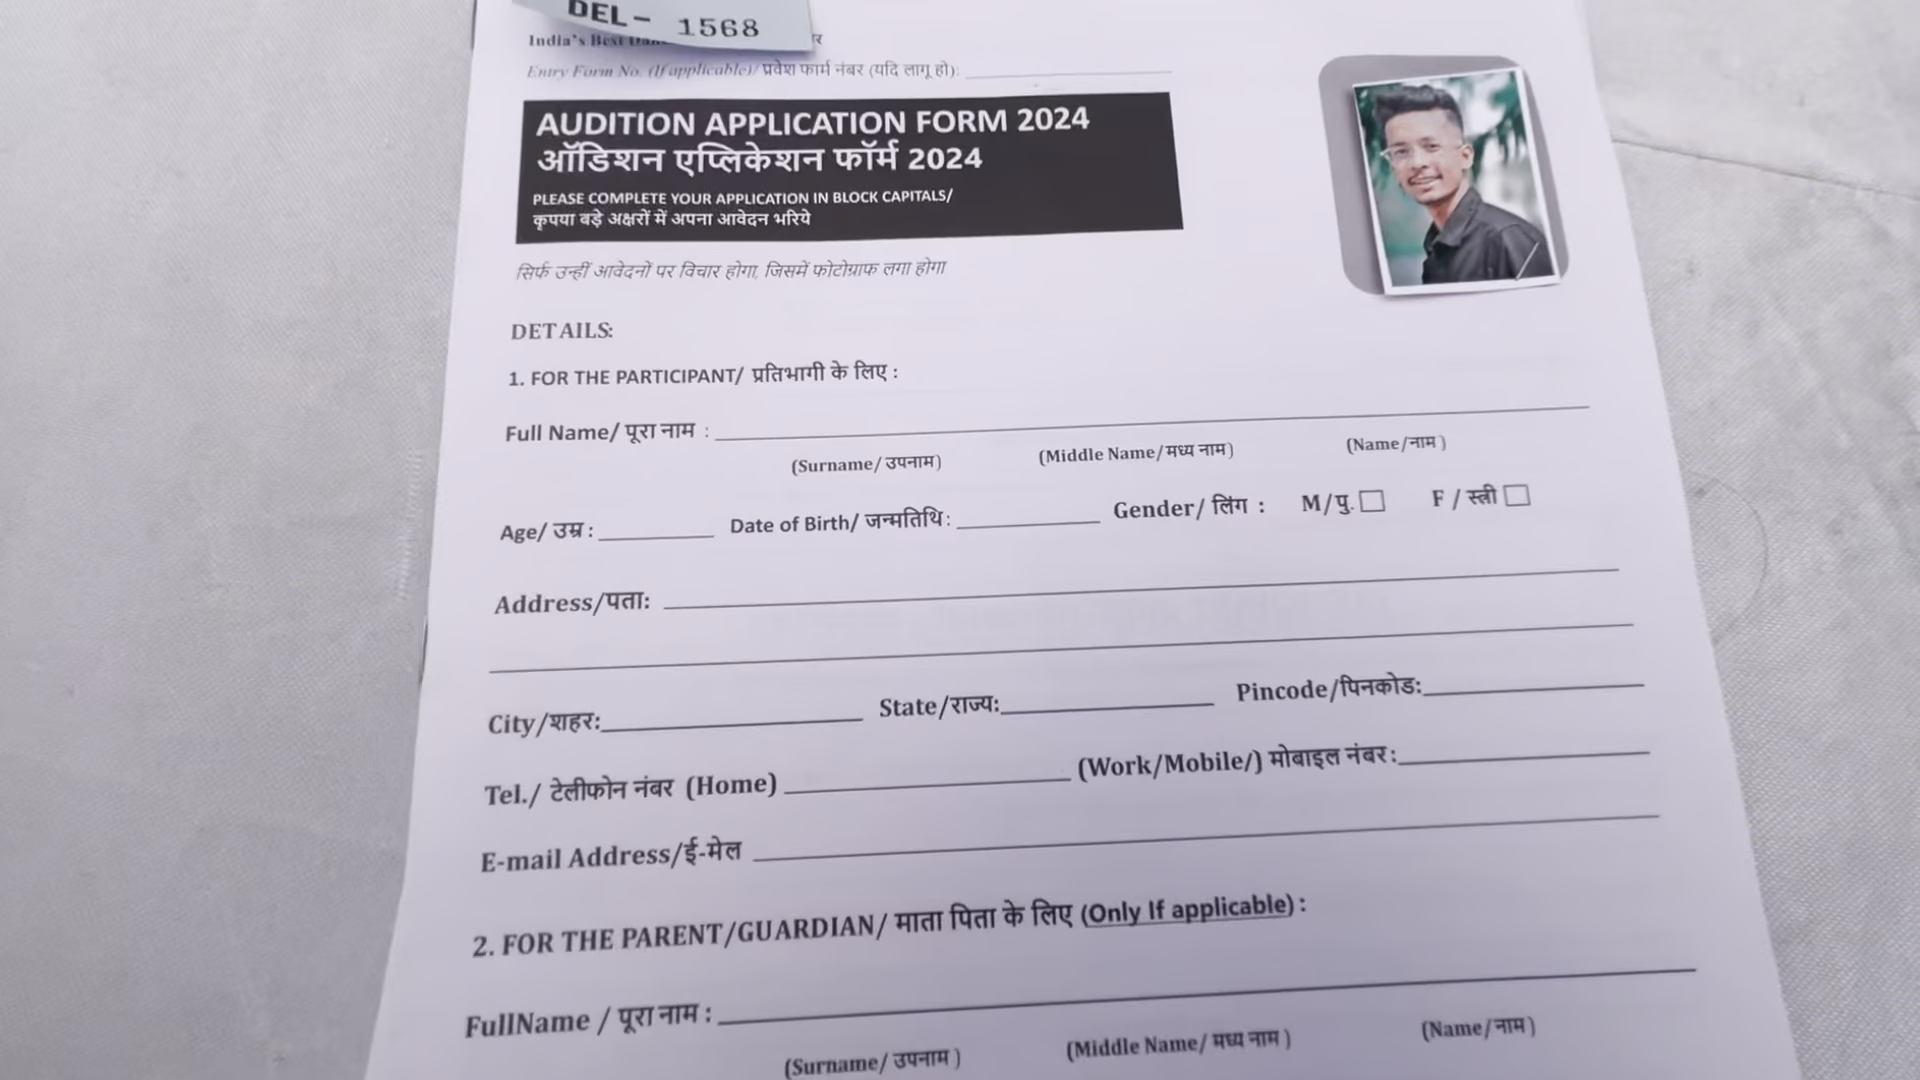 DEL- 1568
India's Best
Entry Form No. (If applicable)/ प्रवेश फार्म नंबर (यदि लागू हो):
AUDITION APPLICATION FORM 2024
ऑडिशन एप्लिकेशन फॉर्म 2024
PLEASE COMPLETE YOUR APPLICATION IN BLOCK CAPITALS/
कृपया बड़े अक्षरों में अपना आवेदन भरिये
सिर्फ उन्हीं आवेदनों पर विचार होगा, जिसमें फोटोग्राफ लगा होगा
DETAILS:
1. FOR THE PARTICIPANT/ प्रतिभागी के लिए :
Full Name/ पूरा नाम :
(Surname/ उपनाम) (Middle Name/मध्य नाम) (Name/नाम )
Age/ उम्र : Date of Birth/ जन्मतिथि: Gender/ लिंग : M/पु. F / स्त्री
Address/पता:
City/शहर: State/राज्य: Pincode/पिनकोड:
Tel./ टेलीफोन नंबर (Home) (Work/Mobile/) मोबाइल नंबर:
E-mail Address/ई-मेल
2. FOR THE PARENT/GUARDIAN/ माता पिता के लिए (Only If applicable) :
FullName / पूरा नाम :
(Surname/ उपनाम ) (Middle Name/ मध्य नाम ) (Name/नाम )